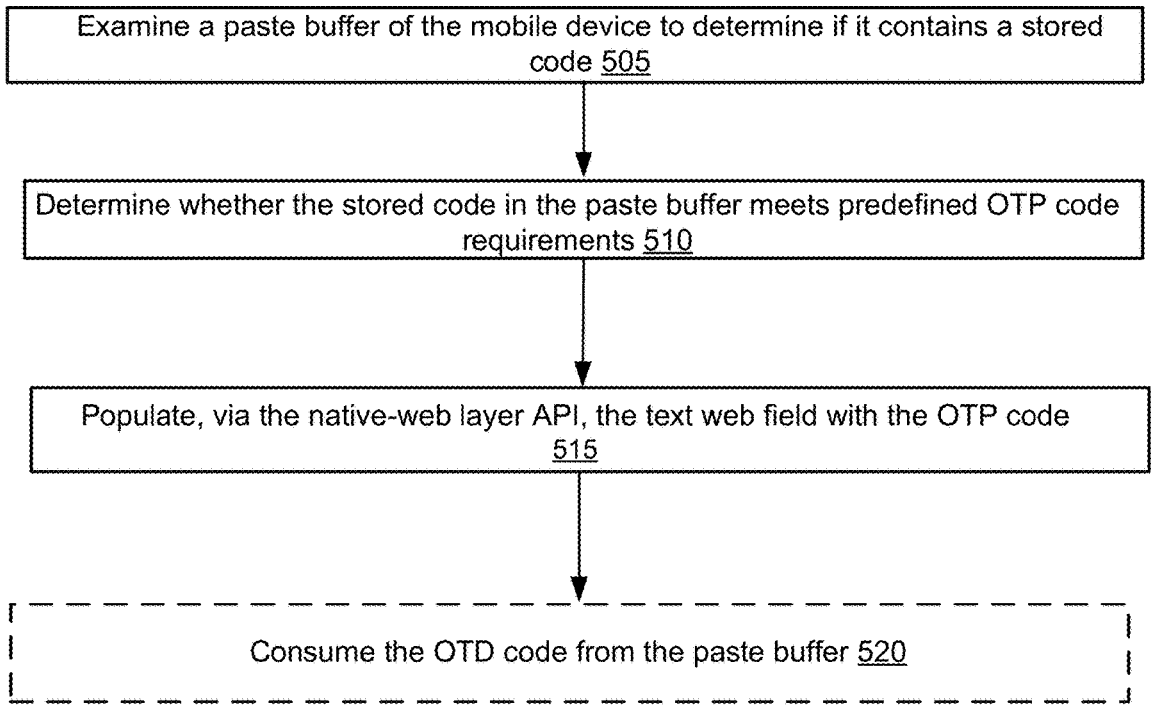 Examine a paste buffer of the mobile device to determine if it contains a stored
code 505
Determine whether the stored code in the paste buffer meets predefined OTP code
requirements 510
Populate, via the native-web layer API, the text web field with the OTP code
515
Consume the OTD code from the paste buffer 520